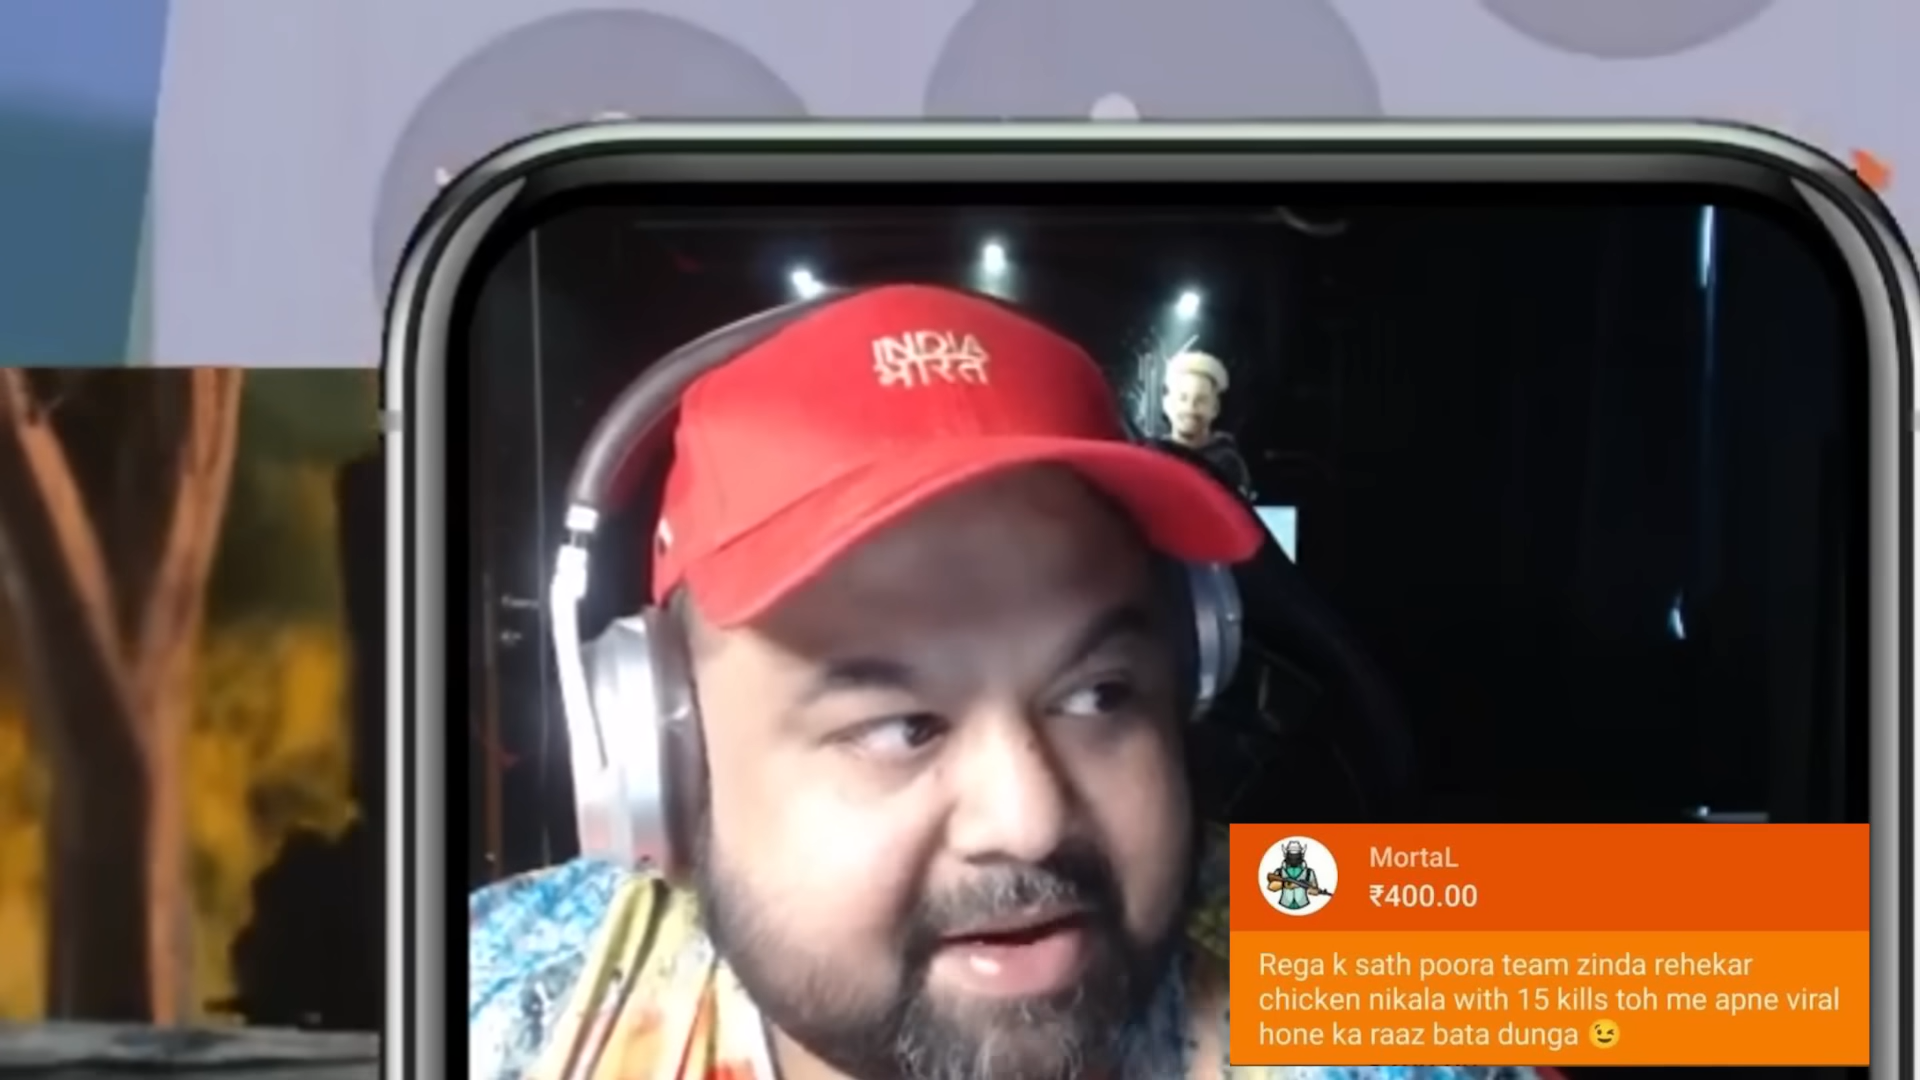 INDIA
भारत
MortaL
₹400.00
Rega k sath poora team zinda rehekar
chicken nikala with 15 kills toh me apne viral
hone ka raaz bata dunga 😉